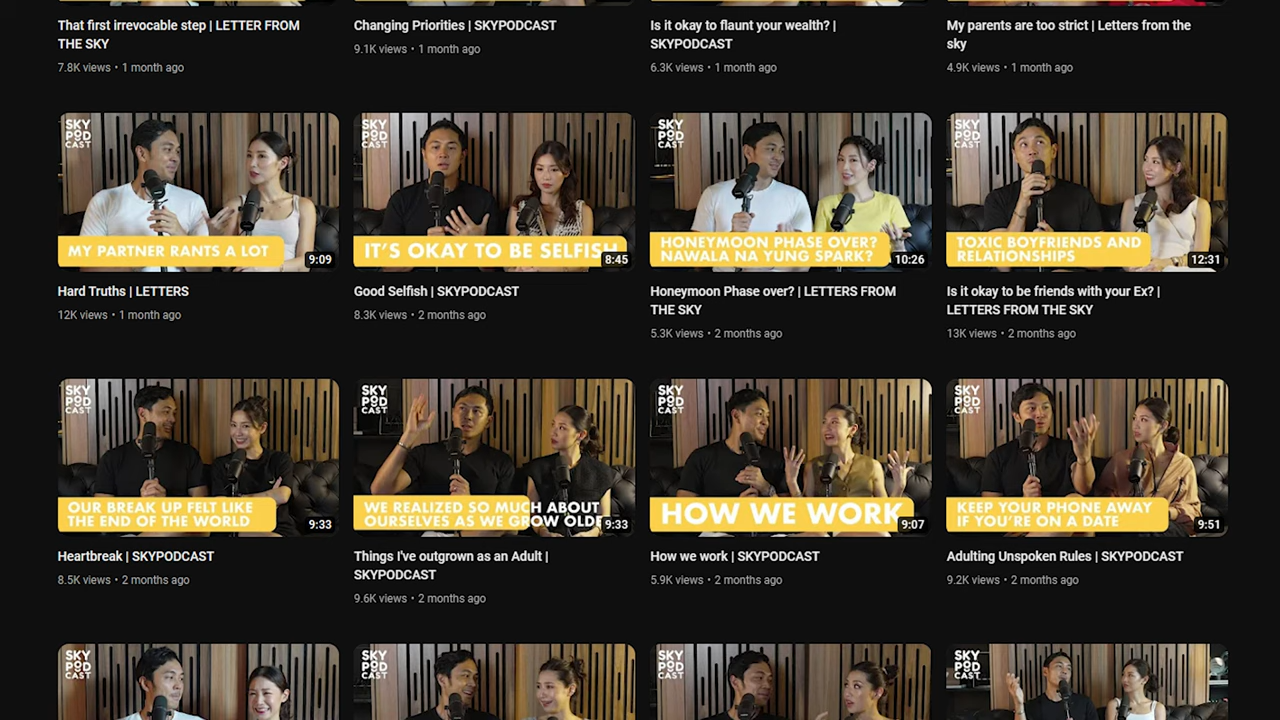 That first irrevocable step | LETTER FROM
THE SKY
7.8K views • 1 month ago
Changing Priorities | SKYPODCAST
9.1K views • 1 month ago
Is it okay to flaunt your wealth? |
SKYPODCAST
6.3K views • 1 month ago
My parents are too strict | Letters from the
sky
4.9K views • 1 month ago
SKY
POD
CAST
MY PARTNER RANTS A LOT
9:09
Hard Truths | LETTERS
12K views • 1 month ago
SKY
POD
CAST
IT'S OKAY TO BE SELFISH
8:45
Good Selfish | SKYPODCAST
8.3K views • 2 months ago
SKY
POD
CAST
HONEYMOON PHASE OVER?
NAWALA NA YUNG SPARK?
10:26
Honeymoon Phase over? | LETTERS FROM
THE SKY
5.3K views • 2 months ago
SKY
POD
CAST
TOXIC BOYFRIENDS AND
RELATIONSHIPS
12:31
Is it okay to be friends with your Ex? |
LETTERS FROM THE SKY
13K views • 2 months ago
SKY
POD
CAST
OUR BREAK UP FELT LIKE
THE END OF THE WORLD
9:33
Heartbreak | SKYPODCAST
8.5K views • 2 months ago
SKY
POD
CAST
WE REALIZED SO MUCH ABOUT
OURSELVES AS WE GROW OLDE
9:33
Things I've outgrown as an Adult |
SKYPODCAST
9.6K views • 2 months ago
SKY
POD
CAST
HOW WE WORK
9:07
How we work | SKYPODCAST
5.9K views • 2 months ago
SKY
POD
CAST
KEEP YOUR PHONE AWAY
IF YOU'RE ON A DATE
9:51
Adulting Unspoken Rules | SKYPODCAST
9.2K views • 2 months ago
SKY
POD
CAST
SKY
POD
CAST
SKY
POD
CAST
SKY
POD
CAST